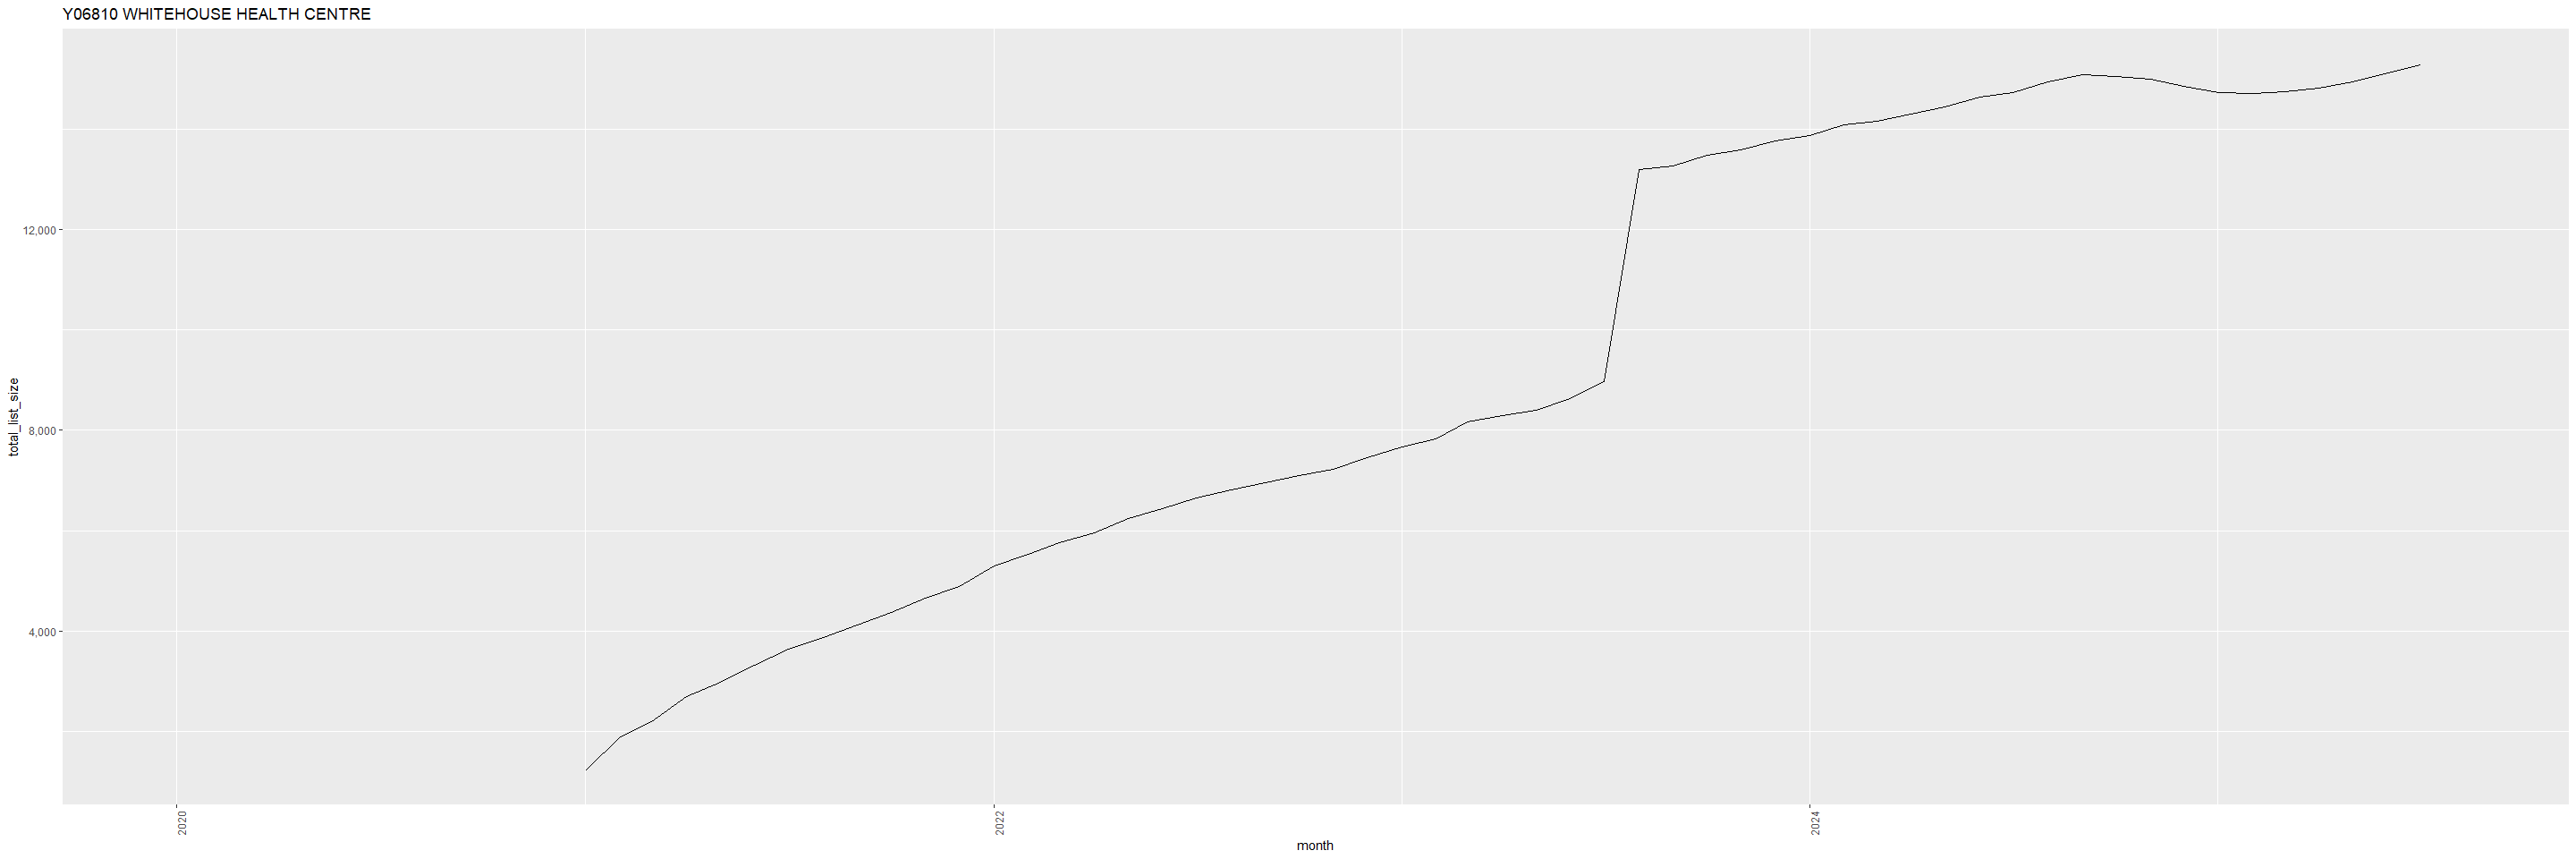 Y06810 WHITEHOUSE HEALTH CENTRE
total_list_size
12,000
8,000
4,000
2020
2022
2024
month